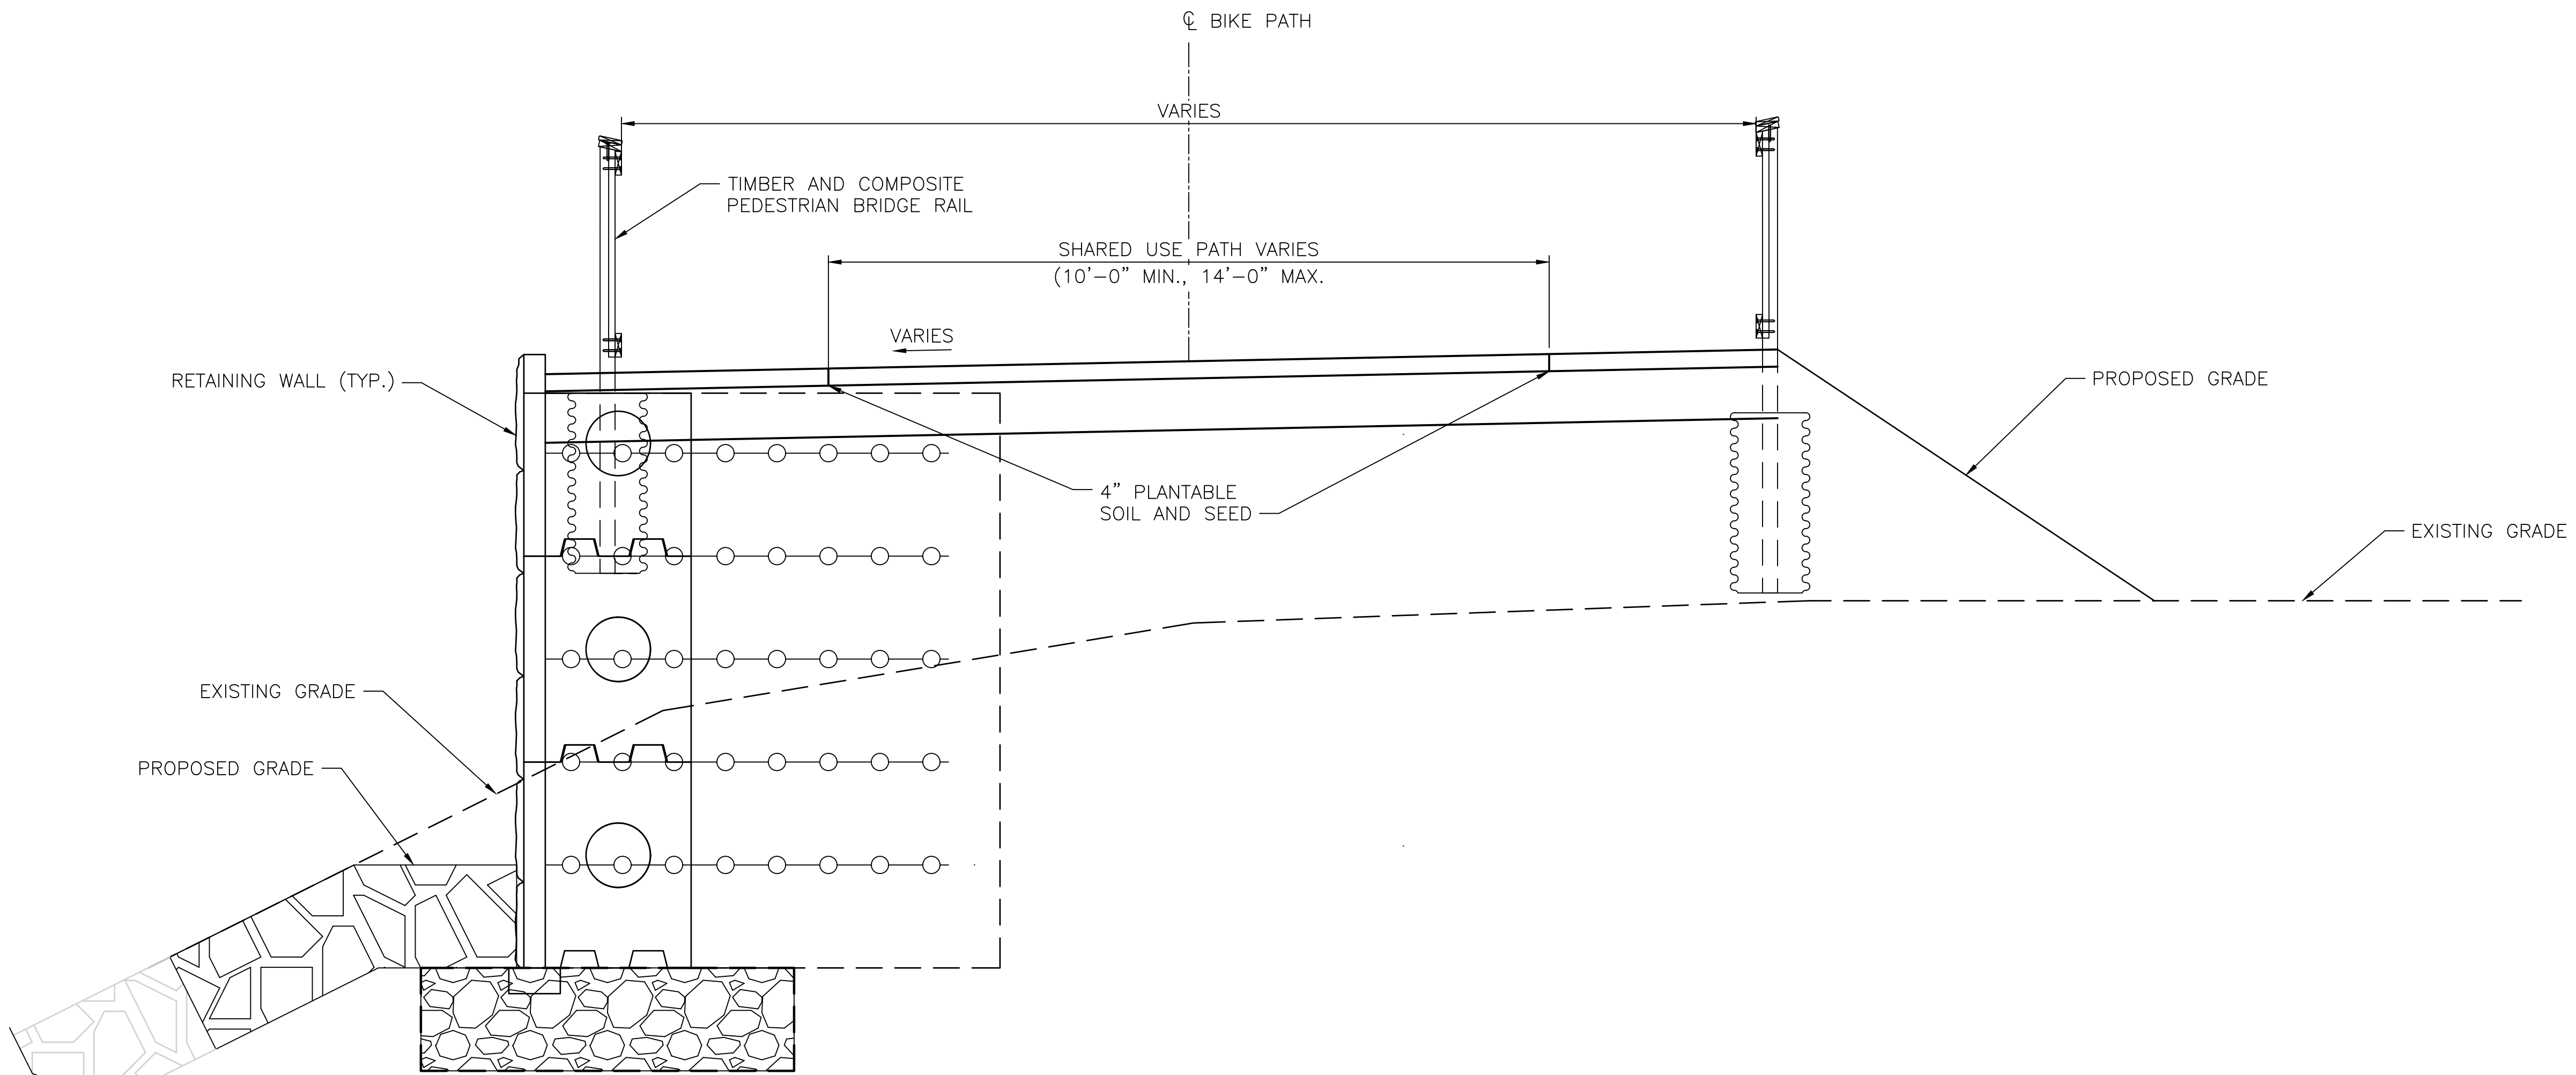 ℄ BIKE PATH
VARIES
TIMBER AND COMPOSITE
PEDESTRIAN BRIDGE RAIL
SHARED USE PATH VARIES
(10'-0" MIN., 14'-0" MAX.
VARIES
RETAINING WALL (TYP.)
PROPOSED GRADE
4" PLANTABLE
SOIL AND SEED
EXISTING GRADE
EXISTING GRADE
PROPOSED GRADE